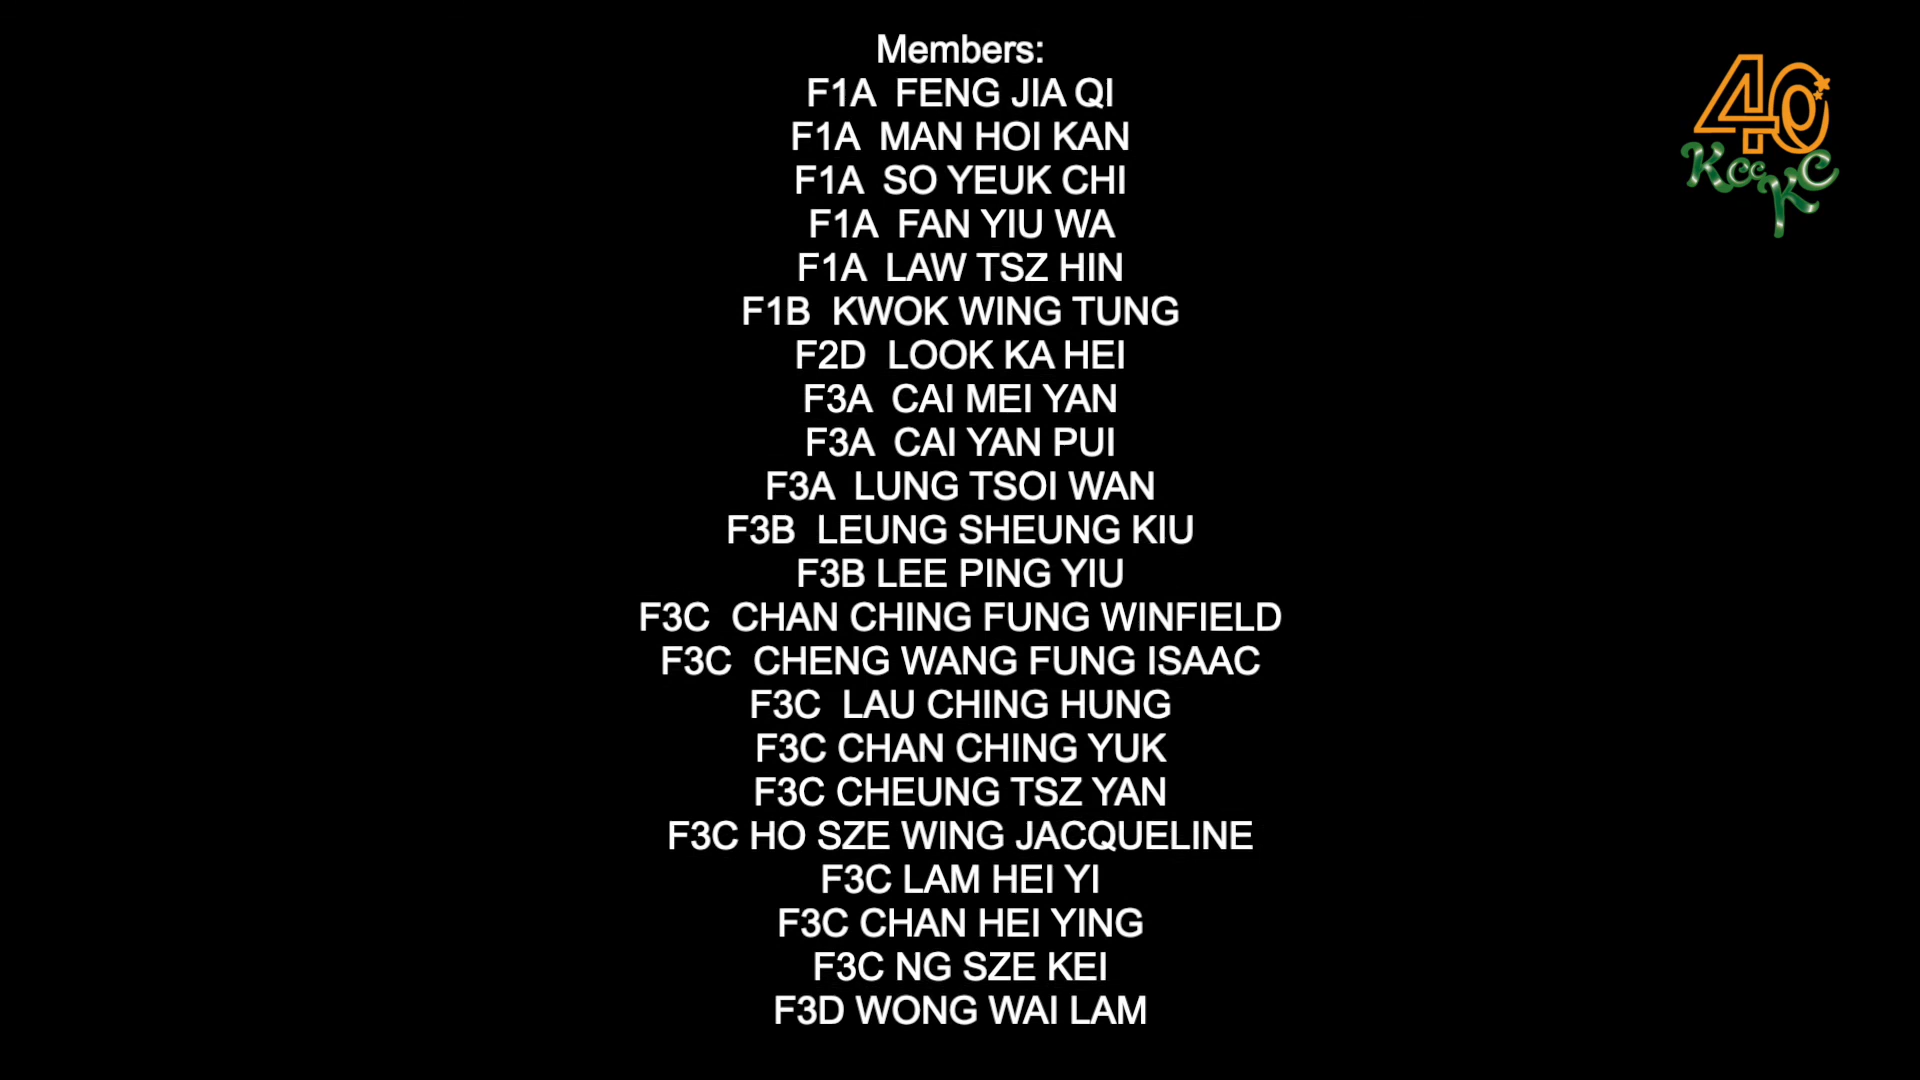 Members:
F1A  FENG JIA QI
F1A  MAN HOI KAN
F1A  SO YEUK CHI
F1A  FAN YIU WA
F1A  LAW TSZ HIN
F1B  KWOK WING TUNG
F2D  LOOK KA HEI
F3A  CAI MEI YAN
F3A  CAI YAN PUI
F3A  LUNG TSOI WAN
F3B  LEUNG SHEUNG KIU
F3B LEE PING YIU
F3C  CHAN CHING FUNG WINFIELD
F3C  CHENG WANG FUNG ISAAC
F3C  LAU CHING HUNG
F3C CHAN CHING YUK
F3C CHEUNG TSZ YAN
F3C HO SZE WING JACQUELINE
F3C LAM HEI YI
F3C CHAN HEI YING
F3C NG SZE KEI
F3D WONG WAI LAM
40
KccKC